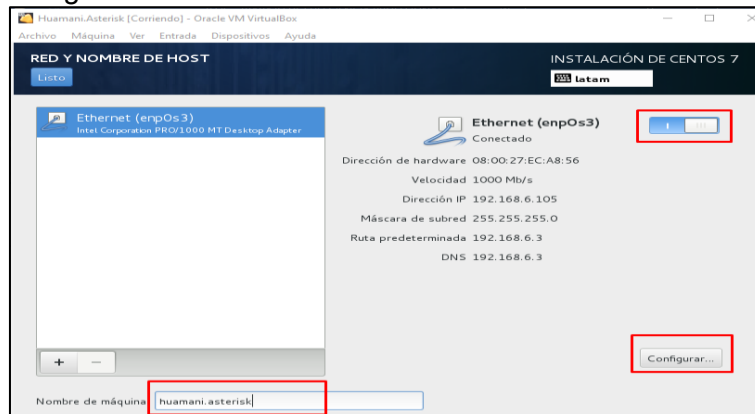 Huamani.Asterisk [Corriendo] - Oracle VM VirtualBox
Archivo Máquina Ver Entrada Dispositivos Ayuda
RED Y NOMBRE DE HOST
INSTALACIÓN DE CENTOS 7
Listo
latam
Ethernet (enp0s3)
Intel Corporation PRO/1000 MT Desktop Adapter
Ethernet (enp0s3)
Conectado
Dirección de hardware 08:00:27:EC:A8:56
Velocidad 1000 Mb/s
Dirección IP 192.168.6.105
Máscara de subred 255.255.255.0
Ruta predeterminada 192.168.6.3
DNS 192.168.6.3
+ −
Configurar...
Nombre de máquina huamani.asterisk